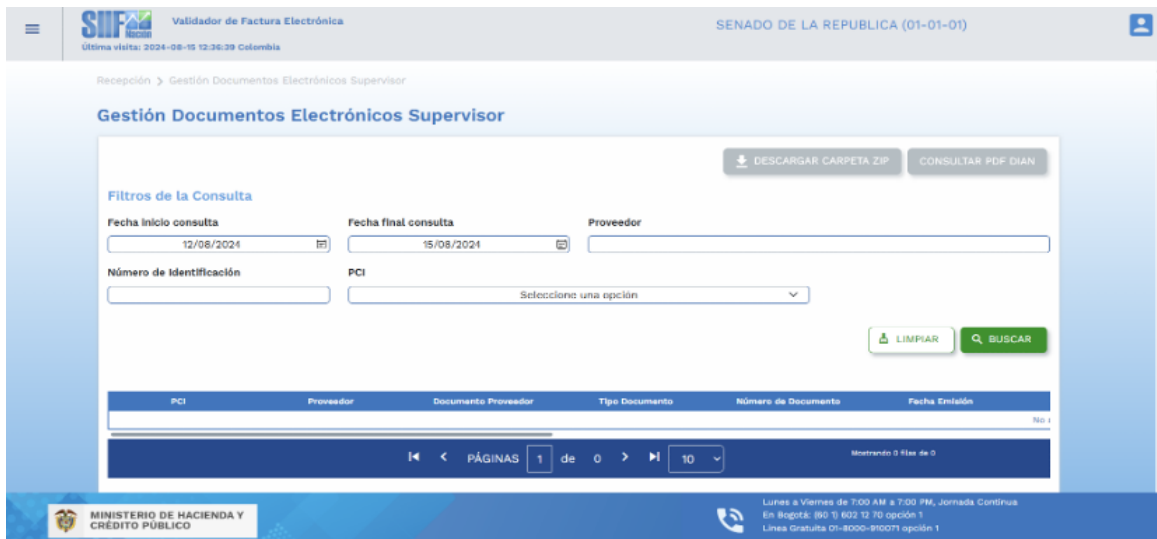 SIIF Nación
Validador de Factura Electrónica
SENADO DE LA REPUBLICA (01-01-01)
Última visita: 2024-08-15 12:36:39 Colombia
Recepción > Gestión Documentos Electrónicos Supervisor
Gestión Documentos Electrónicos Supervisor
DESCARGAR CARPETA ZIP
CONSULTAR PDF DIAN
Filtros de la Consulta
Fecha inicio consulta
Fecha final consulta
Proveedor
12/08/2024
15/08/2024
Número de Identificación
PCI
Seleccione una opción
LIMPIAR
BUSCAR
PCI Proveedor Documento Proveedor Tipo Documento Número de Documento Fecha Emisión
No
PÁGINAS 1 de 0 10
Mostrando 0 filas de 0
MINISTERIO DE HACIENDA Y
CRÉDITO PÚBLICO
Lunes a Viernes de 7:00 AM a 7:00 PM, Jornada Continua
En Bogotá: (60 1) 602 12 70 opción 1
Línea Gratuita 01-8000-910071 opción 1